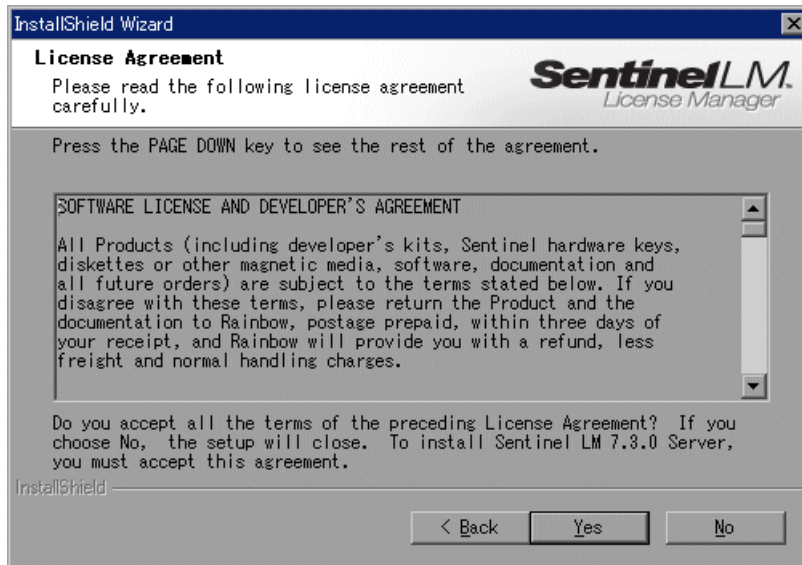 InstallShield Wizard
License Agreement
Please read the following license agreement
carefully.
SentinelLM.
License Manager
Press the PAGE DOWN key to see the rest of the agreement.
SOFTWARE LICENSE AND DEVELOPER'S AGREEMENT
All Products (including developer's kits, Sentinel hardware keys,
diskettes or other magnetic media, software, documentation and
all future orders) are subject to the terms stated below. If you
disagree with these terms, please return the Product and the
documentation to Rainbow, postage prepaid, within three days of
your receipt, and Rainbow will provide you with a refund, less
freight and normal handling charges.
Do you accept all the terms of the preceding License Agreement?  If you
choose No,  the setup will close.  To install Sentinel LM 7.3.0 Server,
you must accept this agreement.
InstallShield
< Back
Yes
No